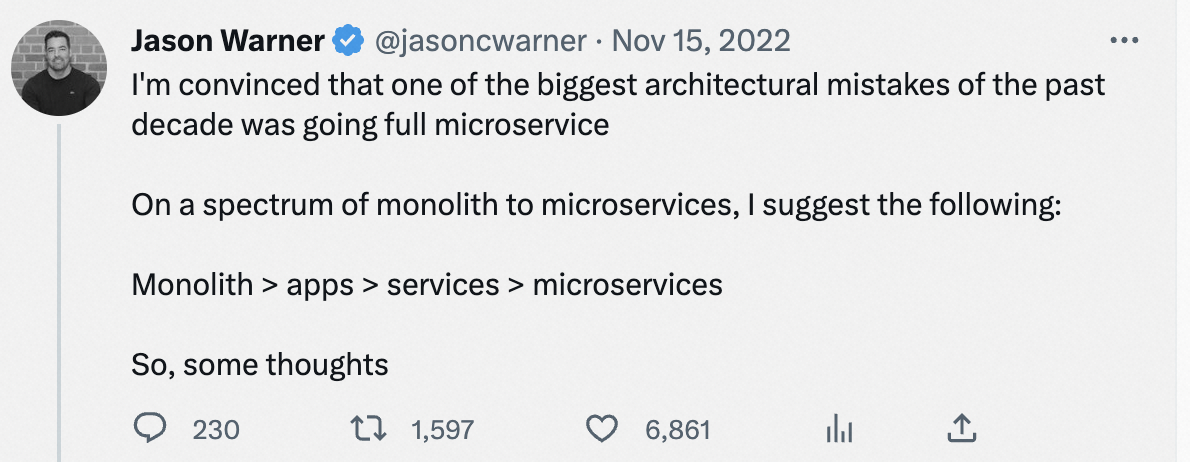 Jason Warner @jasoncwarner · Nov 15, 2022
I'm convinced that one of the biggest architectural mistakes of the past
decade was going full microservice
On a spectrum of monolith to microservices, I suggest the following:
Monolith > apps > services > microservices
So, some thoughts
230 1,597 6,861